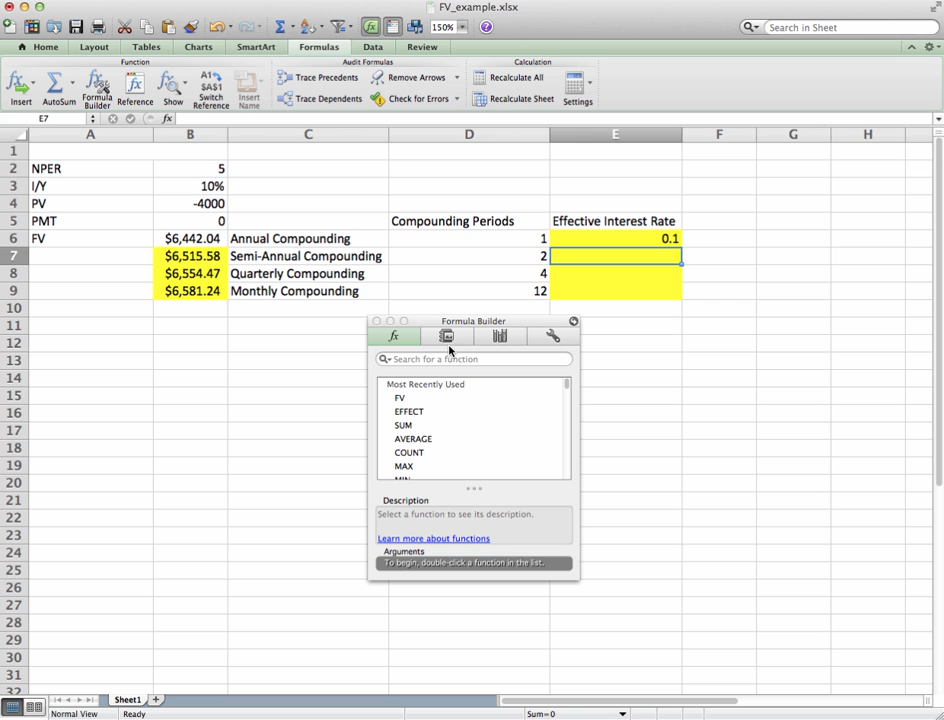 FV_example.xlsx
150%
Search in Sheet
Home Layout Tables Charts SmartArt Formulas Data Review
Function Audit Formulas Calculation
Insert AutoSum Formula Builder Reference Show Switch Reference Insert Name
A1
$A$1
Trace Precedents Remove Arrows Recalculate All
Trace Dependents Check for Errors Recalculate Sheet Settings
E7 fx
A B C D E F G H
1
2 NPER 5
3 I/Y 10%
4 PV -4000
5 PMT 0 Compounding Periods Effective Interest Rate
6 FV $6,442.04 Annual Compounding 1 0.1
7 $6,515.58 Semi-Annual Compounding 2
8 $6,554.47 Quarterly Compounding 4
9 $6,581.24 Monthly Compounding 12
10
11
12
13
14
15
16
17
18
19
20
21
22
23
24
25
26
27
28
29
30
31
32
Formula Builder
fx
Search for a function
Most Recently Used
FV
EFFECT
SUM
AVERAGE
COUNT
MAX
MIN
Description
Select a function to see its description.
Learn more about functions
Arguments
To begin, double-click a function in the list.
Sheet1
Normal View Ready Sum=0